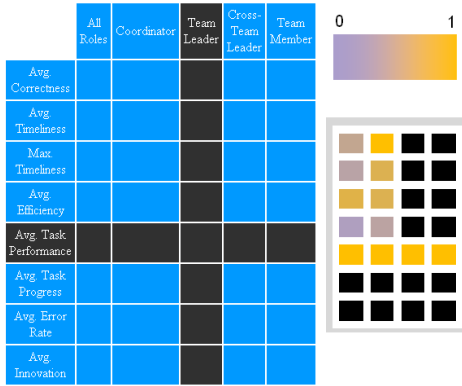 All
Roles
Coordinator
Team
Leader
Cross-
Team
Leader
Team
Member
Avg.
Correctness
Avg.
Timeliness
Max.
Timeliness
Avg.
Efficiency
Avg. Task
Performance
Avg. Task
Progress
Avg. Error
Rate
Avg.
Innovation
0 1